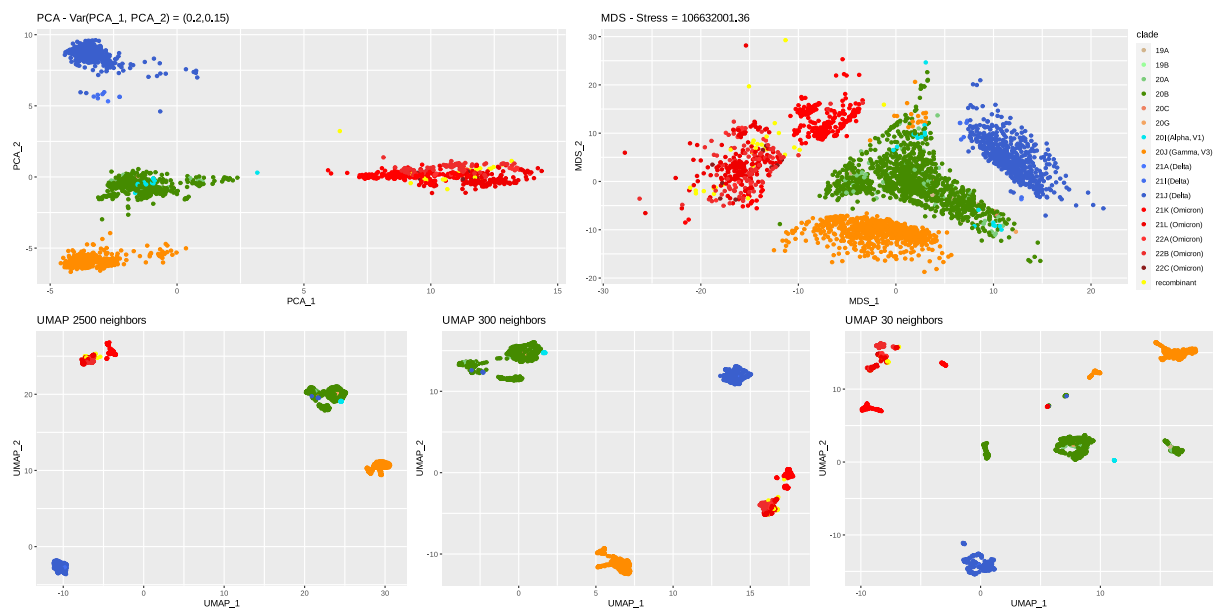 PCA - Var(PCA_1, PCA_2) = (0.2,0.15)
10
5
0
-5
PCA_2
-5
0
5
10
15
PCA_1
MDS - Stress = 106632001.36
30
20
10
0
-10
-20
MDS_2
-30
-20
-10
0
10
20
MDS_1
clade
19A
19B
20A
20B
20C
20G
20I(Alpha, V1)
20J (Gamma, V3)
21A (Delta)
21I(Delta)
21J (Delta)
21K (Omicron)
21L (Omicron)
22A (Omicron)
22B (Omicron)
22C (Omicron)
recombinant
UMAP 2500 neighbors
20
10
0
UMAP_2
-10
0
10
20
30
UMAP_1
UMAP 300 neighbors
10
0
-10
UMAP_2
0
5
10
15
UMAP_1
UMAP 30 neighbors
10
0
-10
UMAP_2
-10
0
10
UMAP_1